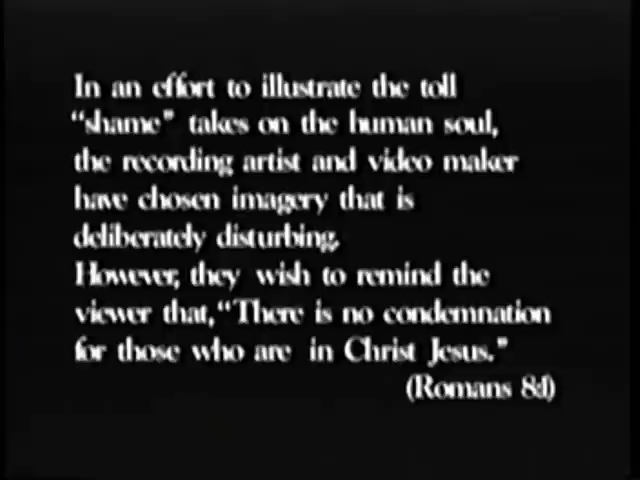 In an effort to illustrate the toll
“shame” takes on the human soul,
the recording artist and video maker
have chosen imagery that is
deliberately disturbing.
However, they wish to remind the
viewer that, “There is no condemnation
for those who are in Christ Jesus.”
(Romans 8:1)